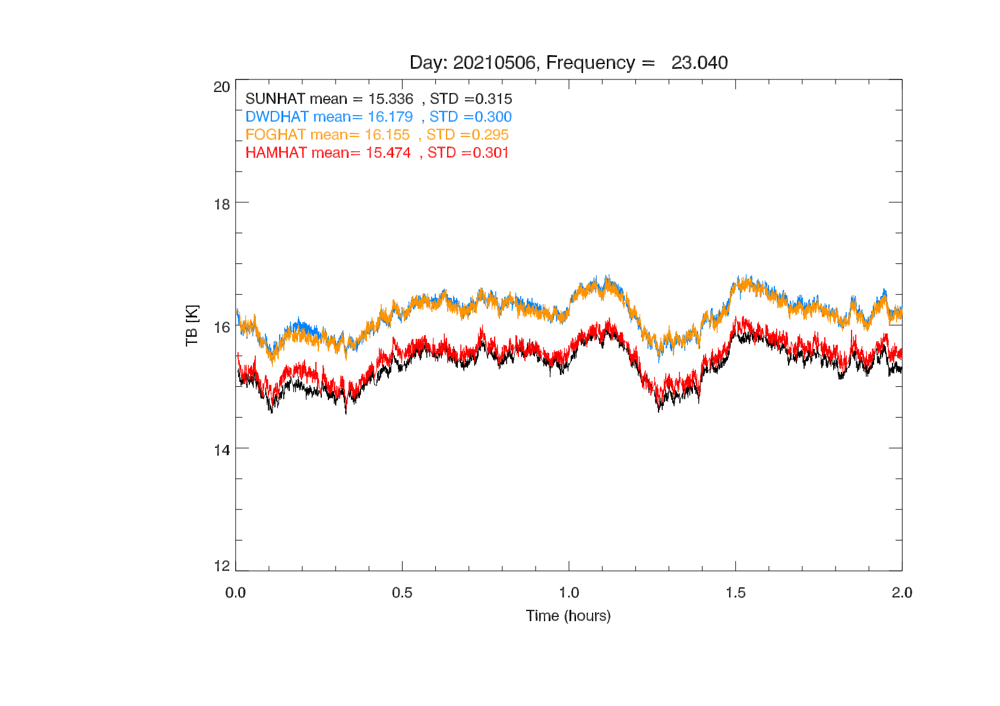 Day: 20210506, Frequency = 23.040
20
SUNHAT mean = 15.336 , STD =0.315
DWDHAT mean= 16.179 , STD =0.300
FOGHAT mean= 16.155 , STD =0.295
HAMHAT mean= 15.474 , STD =0.301
18
16
TB [K]
14
12
0.0 0.5 1.0 1.5 2.0
Time (hours)